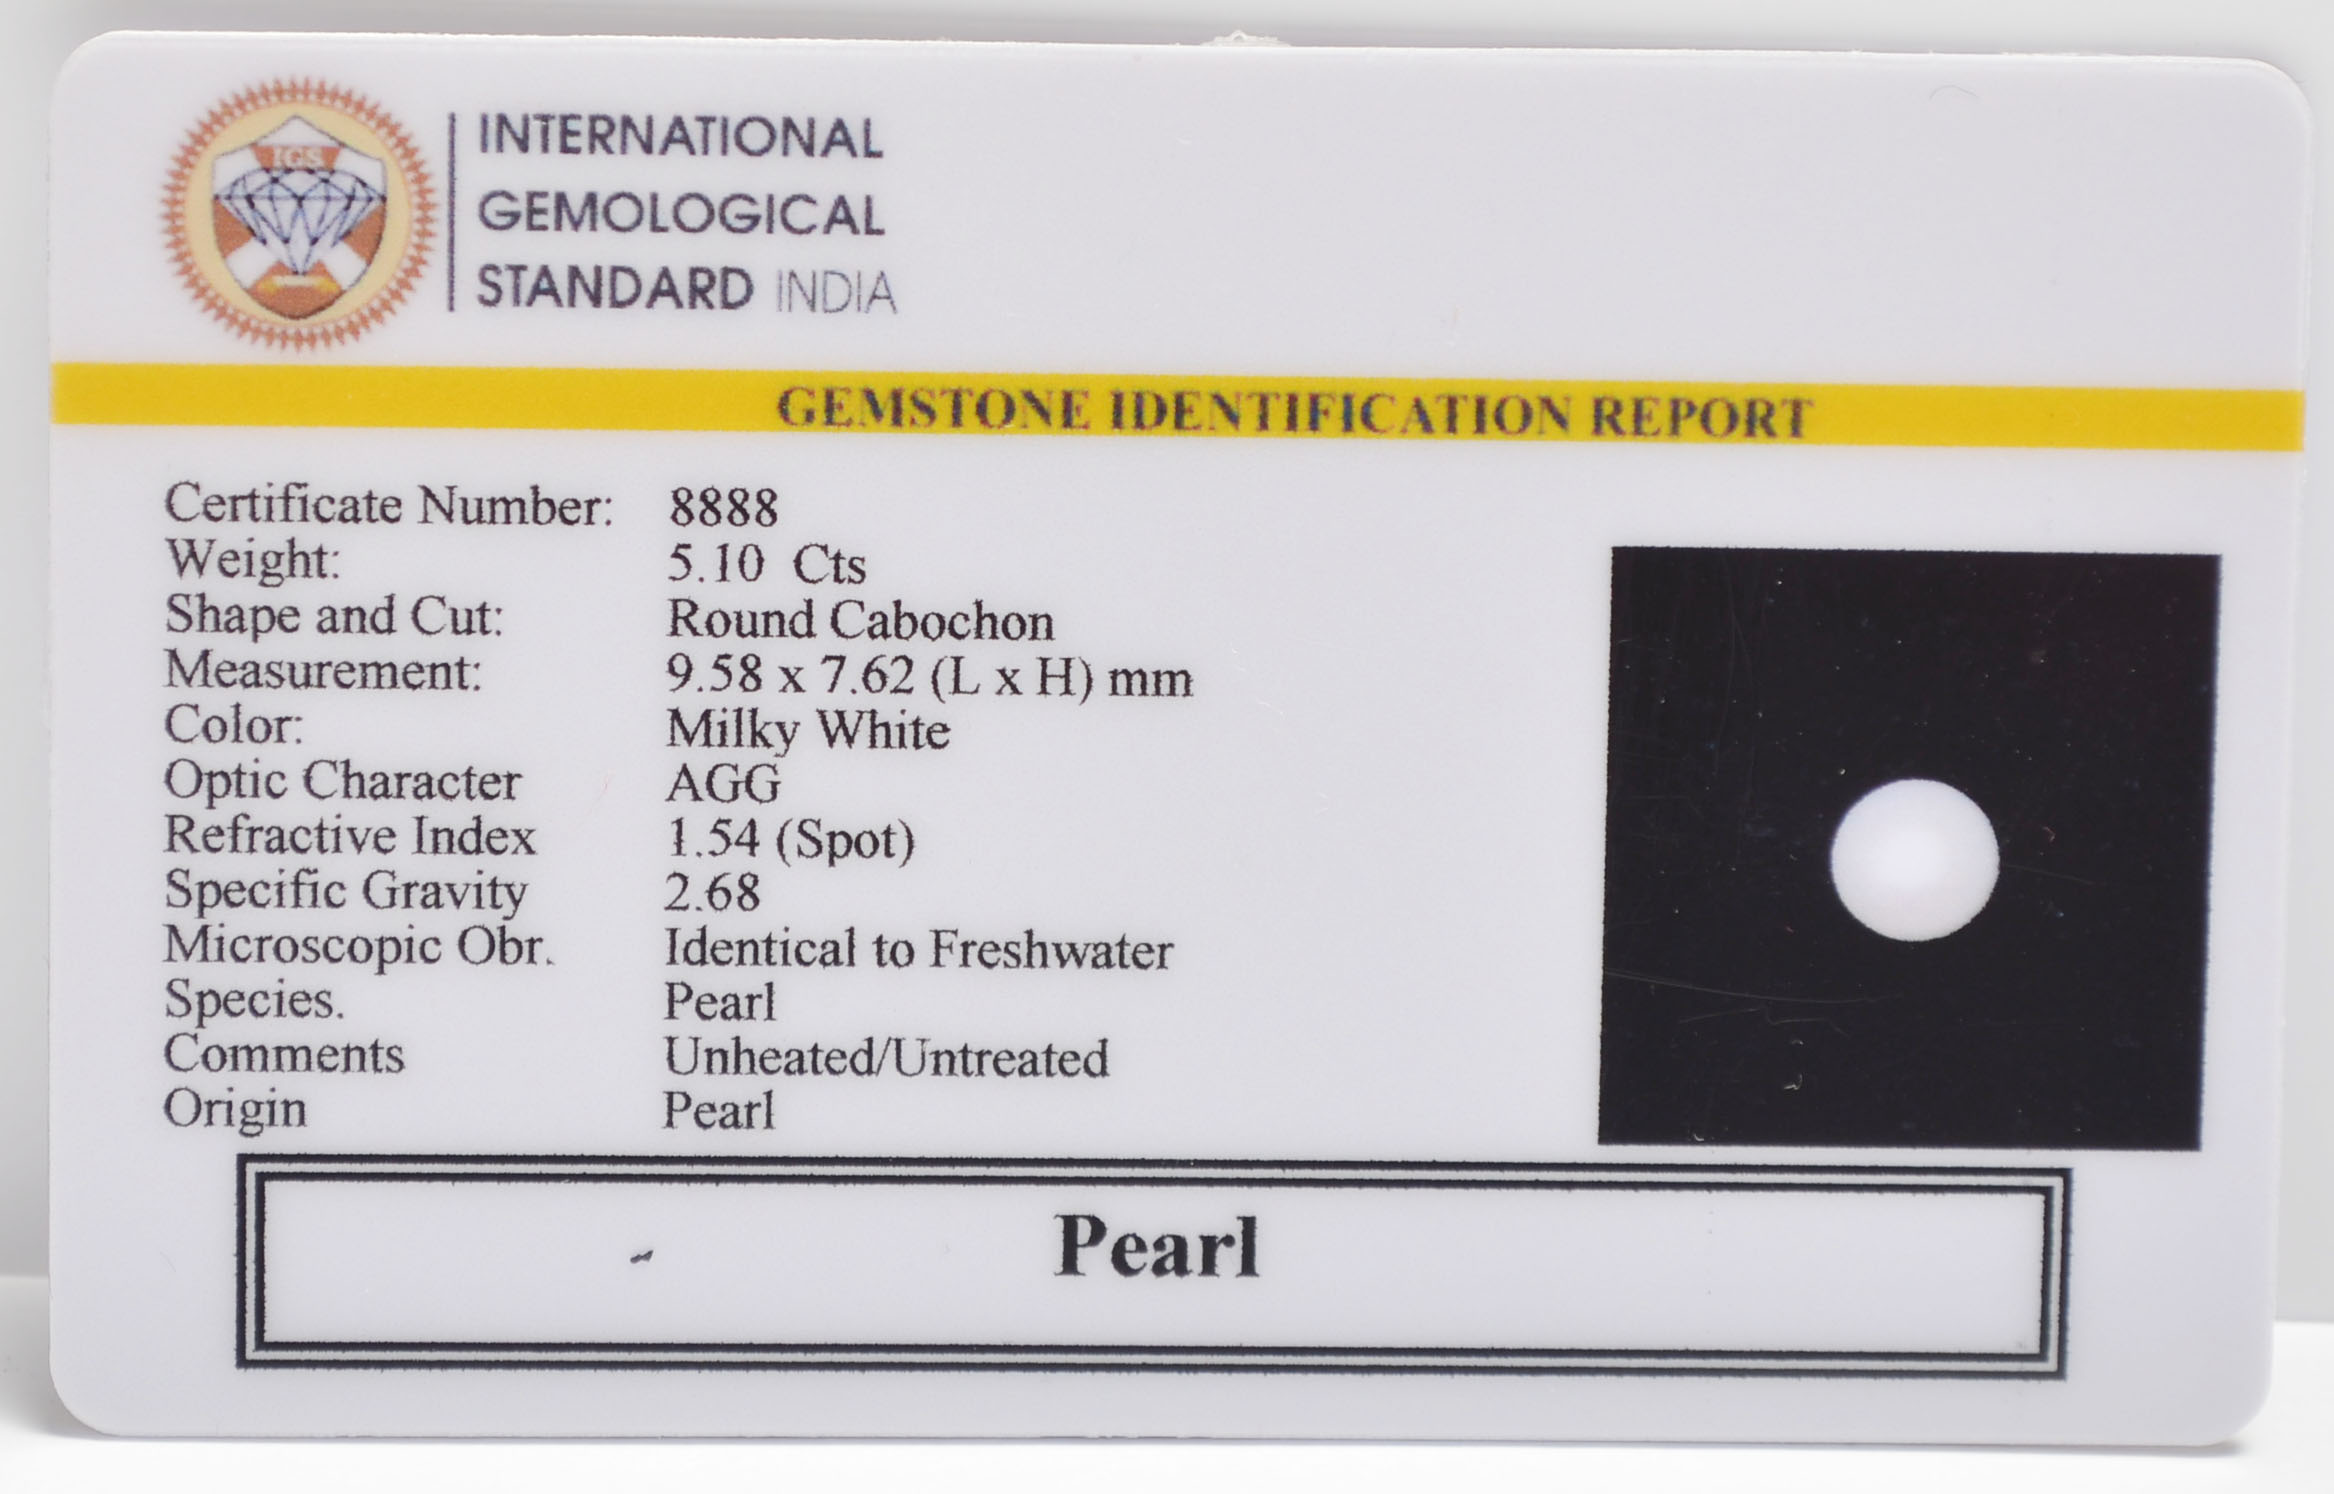 IGS
INTERNATIONAL
GEMOLOGICAL
STANDARD INDIA
GEMSTONE IDENTIFICATION REPORT
Certificate Number: 8888
Weight: 5.10 Cts
Shape and Cut: Round Cabochon
Measurement: 9.58 x 7.62 (L x H) mm
Color: Milky White
Optic Character AGG
Refractive Index 1.54 (Spot)
Specific Gravity 2.68
Microscopic Obr. Identical to Freshwater
Species. Pearl
Comments Unheated/Untreated
Origin Pearl
Pearl